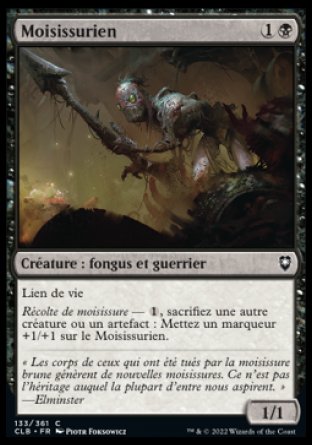 Moisissurien 1
Créature : fongus et guerrier
Lien de vie
Récolte de moisissure — 1, sacrifiez une autre
créature ou un artefact : Mettez un marqueur
+1/+1 sur le Moisissurien.
« Les corps de ceux qui ont été tués par la moisissure
brune génèrent de nouvelles moisissures. Ce n'est pas
l'héritage auquel la plupart d'entre nous aspirent. »
—Elminster
1/1
133/361 C
CLB • FR Piotr Foksowicz
™ & © 2022 Wizards of the Coast